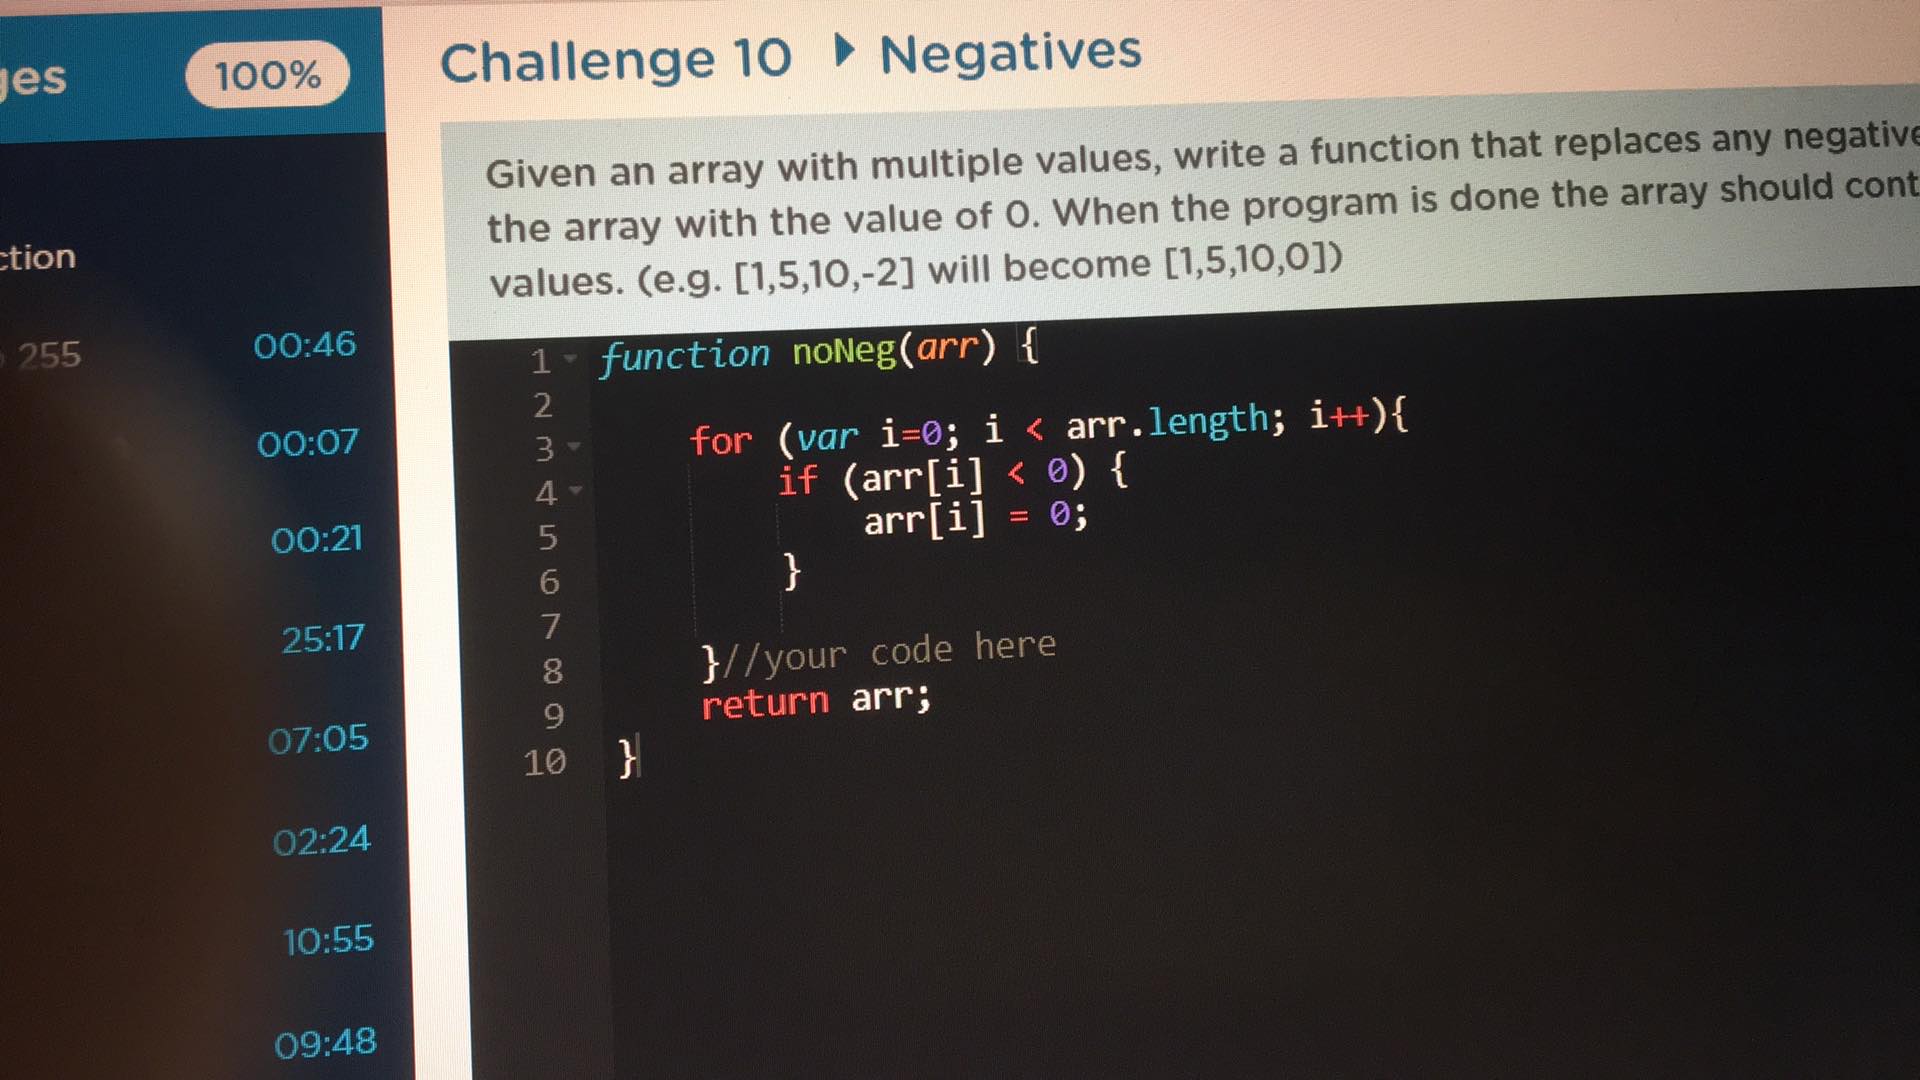 ges
100%
ction
255
00:46
00:07
00:21
25:17
07:05
02:24
10:55
09:48
Challenge 10 ▸ Negatives
Given an array with multiple values, write a function that replaces any negative
the array with the value of 0. When the program is done the array should cont
values. (e.g. [1,5,10,-2] will become [1,5,10,0])
1 function noNeg(arr) {
2
3 for (var i=0; i < arr.length; i++){
4 if (arr[i] < 0) {
5 arr[i] = 0;
6 }
7
8 }//your code here
9 return arr;
10 }